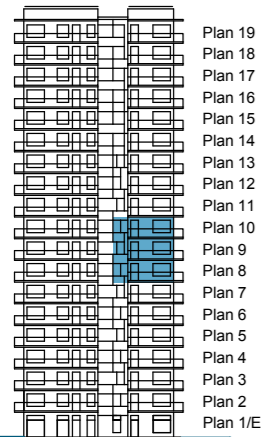 Plan 19
Plan 18
Plan 17
Plan 16
Plan 15
Plan 14
Plan 13
Plan 12
Plan 11
Plan 10
Plan 9
Plan 8
Plan 7
Plan 6
Plan 5
Plan 4
Plan 3
Plan 2
Plan 1/E